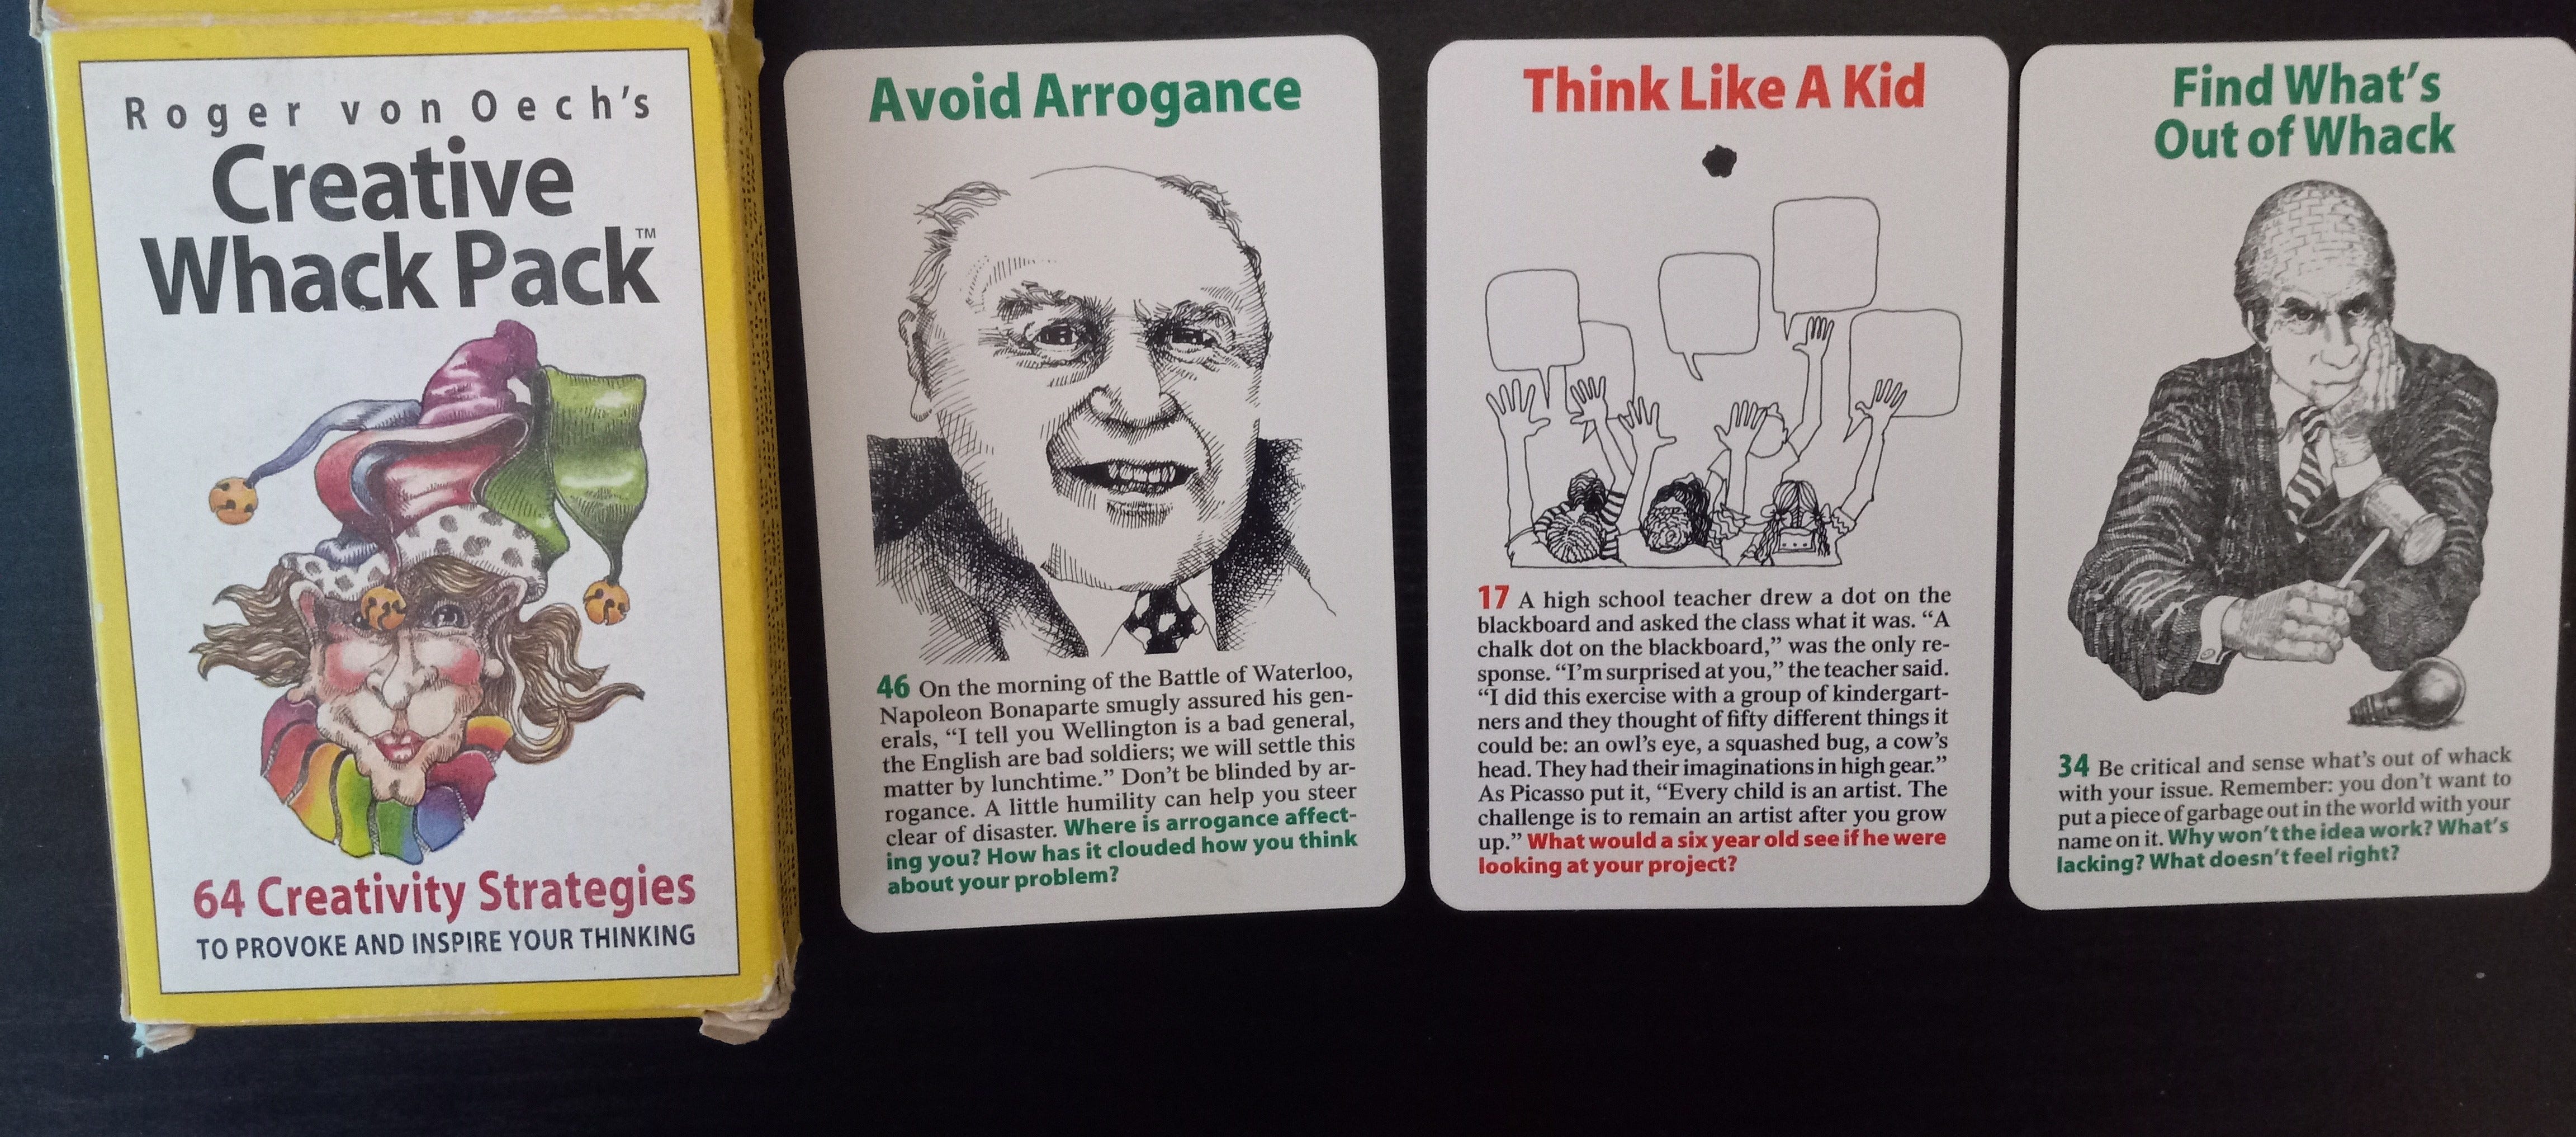 Roger von Oech's
Creative
Whack Pack™
64 Creativity Strategies
TO PROVOKE AND INSPIRE YOUR THINKING
Avoid Arrogance
46 On the morning of the Battle of Waterloo,
Napoleon Bonaparte smugly assured his gen-
erals, “I tell you Wellington is a bad general,
the English are bad soldiers; we will settle this
matter by lunchtime.” Don’t be blinded by ar-
rogance. A little humility can help you steer
clear of disaster. Where is arrogance affect-
ing you? How has it clouded how you think
about your problem?
Think Like A Kid
17 A high school teacher drew a dot on the
blackboard and asked the class what it was. “A
chalk dot on the blackboard,” was the only re-
sponse. “I’m surprised at you,” the teacher said.
“I did this exercise with a group of kindergart-
ners and they thought of fifty different things it
could be: an owl’s eye, a squashed bug, a cow’s
head. They had their imaginations in high gear.”
As Picasso put it, “Every child is an artist. The
challenge is to remain an artist after you grow
up.” What would a six year old see if he were
looking at your project?
Find What’s
Out of Whack
34 Be critical and sense what’s out of whack
with your issue. Remember: you don’t want to
put a piece of garbage out in the world with your
name on it. Why won’t the idea work? What’s
lacking? What doesn’t feel right?